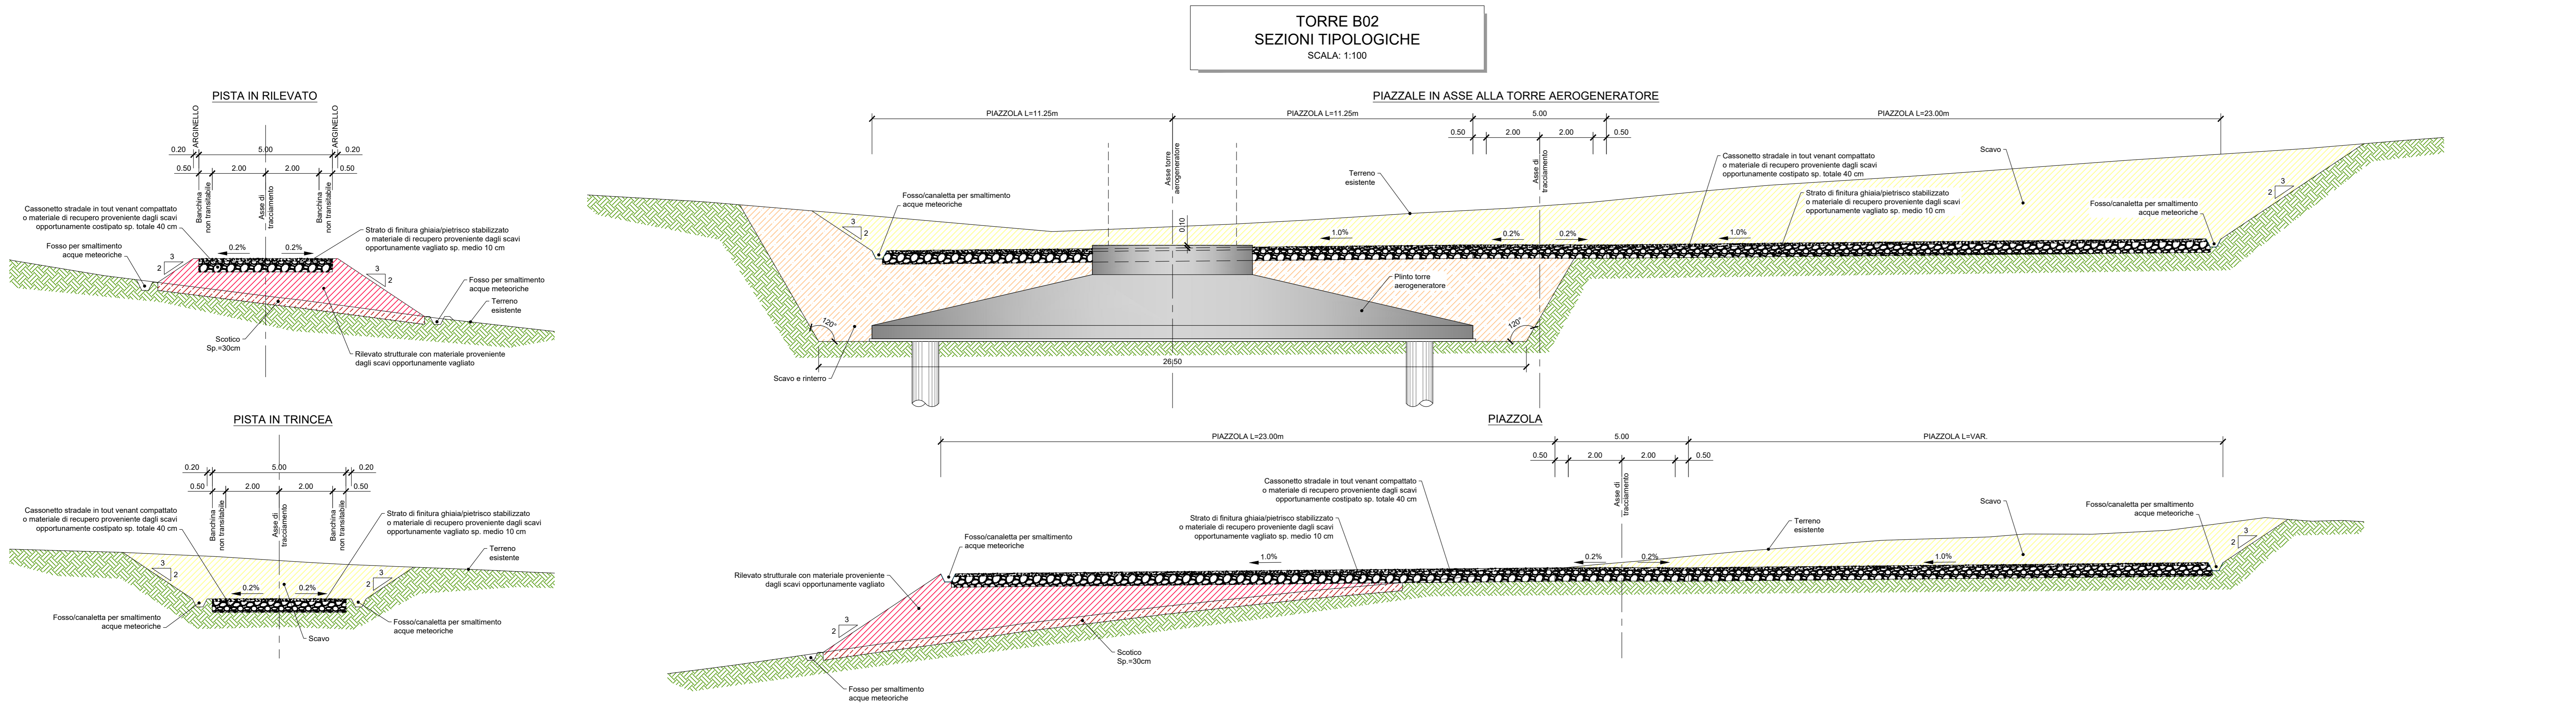 TORRE B02
SEZIONI TIPOLOGICHE
SCALA: 1:100
PISTA IN RILEVATO
ARGINELLO
ARGINELLO
0.20
5.00
0.20
0.50
2.00
2.00
0.50
Banchina
non transitabile
Asse di
tracciamento
Banchina
non transitabile
Cassonetto stradale in tout venant compattato
o materiale di recupero proveniente dagli scavi
opportunamente costipato sp. totale 40 cm
Strato di finitura ghiaia/pietrisco stabilizzato
o materiale di recupero proveniente dagli scavi
opportunamente vagliato sp. medio 10 cm
Fosso per smaltimento
acque meteoriche
0.2%
0.2%
3
2
3
2
Fosso per smaltimento
acque meteoriche
Terreno
esistente
Scotico
Sp.=30cm
Rilevato strutturale con materiale proveniente
dagli scavi opportunamente vagliato
PISTA IN TRINCEA
0.20
5.00
0.20
0.50
2.00
2.00
0.50
Banchina
non transitabile
Asse di
tracciamento
Banchina
non transitabile
Cassonetto stradale in tout venant compattato
o materiale di recupero proveniente dagli scavi
opportunamente costipato sp. totale 40 cm
Strato di finitura ghiaia/pietrisco stabilizzato
o materiale di recupero proveniente dagli scavi
opportunamente vagliato sp. medio 10 cm
Terreno
esistente
3
2
3
2
0.2%
0.2%
Fosso/canaletta per smaltimento
acque meteoriche
Fosso/canaletta per smaltimento
acque meteoriche
Scavo
PIAZZALE IN ASSE ALLA TORRE AEROGENERATORE
PIAZZOLA L=11.25m
PIAZZOLA L=11.25m
5.00
PIAZZOLA L=23.00m
0.50
2.00
2.00
0.50
Asse torre
aerogeneratore
Asse di
tracciamento
Terreno
esistente
Cassonetto stradale in tout venant compattato
o materiale di recupero proveniente dagli scavi
opportunamente costipato sp. totale 40 cm
Scavo
Strato di finitura ghiaia/pietrisco stabilizzato
o materiale di recupero proveniente dagli scavi
opportunamente vagliato sp. medio 10 cm
Fosso/canaletta per smaltimento
acque meteoriche
Fosso/canaletta per smaltimento
acque meteoriche
3
2
3
2
0.10
1.0%
0.2%
0.2%
1.0%
Plinto torre
aerogeneratore
120°
120°
26.50
Scavo e rinterro
PIAZZOLA
PIAZZOLA L=23.00m
5.00
PIAZZOLA L=VAR.
0.50
2.00
2.00
0.50
Asse di
tracciamento
Cassonetto stradale in tout venant compattato
o materiale di recupero proveniente dagli scavi
opportunamente costipato sp. totale 40 cm
Strato di finitura ghiaia/pietrisco stabilizzato
o materiale di recupero proveniente dagli scavi
opportunamente vagliato sp. medio 10 cm
Terreno
esistente
Scavo
Fosso/canaletta per smaltimento
acque meteoriche
Fosso/canaletta per smaltimento
acque meteoriche
3
2
1.0%
0.2%
0.2%
1.0%
Rilevato strutturale con materiale proveniente
dagli scavi opportunamente vagliato
3
2
Scotico
Sp.=30cm
Fosso per smaltimento
acque meteoriche